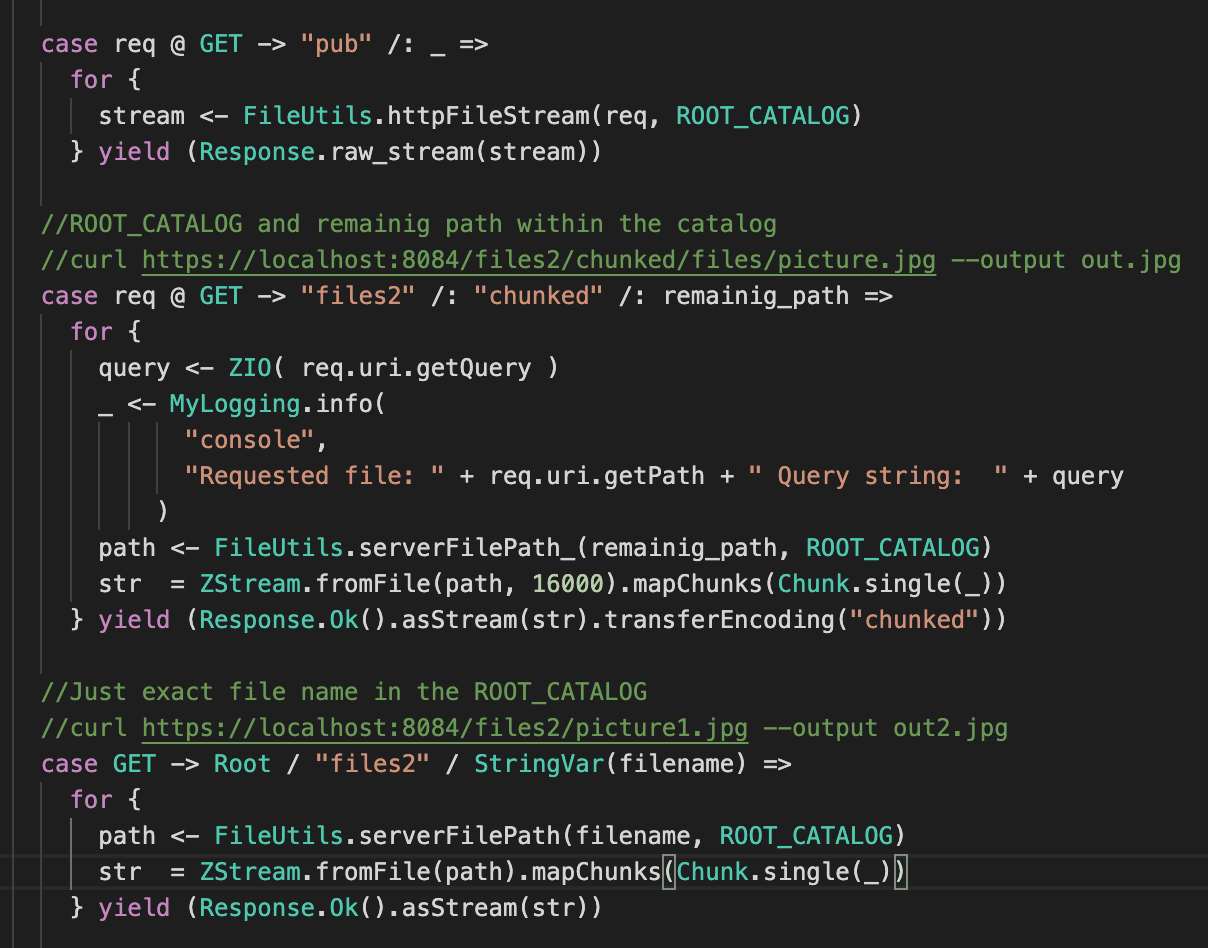 case req @ GET -> "pub" /: _ =>
for {
stream <- FileUtils.httpFileStream(req, ROOT_CATALOG)
} yield (Response.raw_stream(stream))
//ROOT_CATALOG and remainig path within the catalog
//curl https://localhost:8084/files2/chunked/files/picture.jpg --output out.jpg
case req @ GET -> "files2" /: "chunked" /: remainig_path =>
for {
query <- ZIO( req.uri.getQuery )
_ <- MyLogging.info(
"console",
"Requested file: " + req.uri.getPath + " Query string:  " + query
)
path <- FileUtils.serverFilePath_(remainig_path, ROOT_CATALOG)
str  = ZStream.fromFile(path, 16000).mapChunks(Chunk.single(_))
} yield (Response.Ok().asStream(str).transferEncoding("chunked"))
//Just exact file name in the ROOT_CATALOG
//curl https://localhost:8084/files2/picture1.jpg --output out2.jpg
case GET -> Root / "files2" / StringVar(filename) =>
for {
path <- FileUtils.serverFilePath(filename, ROOT_CATALOG)
str  = ZStream.fromFile(path).mapChunks(Chunk.single(_))
} yield (Response.Ok().asStream(str))